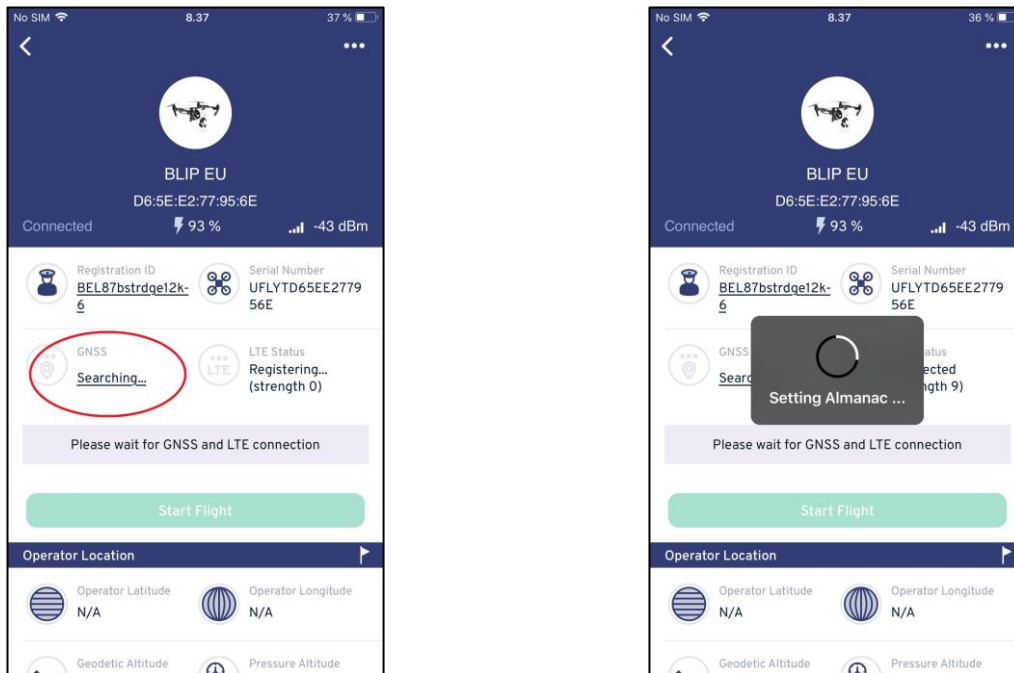 No SIM 8.37 37 %
BLIP EU
D6:5E:E2:77:95:6E
Connected 93 % -43 dBm
Registration ID
BEL87bstrdge12k-
6
Serial Number
UFLYTD65EE2779
56E
GNSS
Searching...
LTE
LTE Status
Registering...
(strength 0)
Please wait for GNSS and LTE connection
Start Flight
Operator Location
Operator Latitude
N/A
Operator Longitude
N/A
Geodetic Altitude
Pressure Altitude
No SIM 8.37 36 %
BLIP EU
D6:5E:E2:77:95:6E
Connected 93 % -43 dBm
Registration ID
BEL87bstrdge12k-
6
Serial Number
UFLYTD65EE2779
56E
GNSS
Setting Almanac ...
Please wait for GNSS and LTE connection
Start Flight
Operator Location
Operator Latitude
N/A
Operator Longitude
N/A
Geodetic Altitude
Pressure Altitude